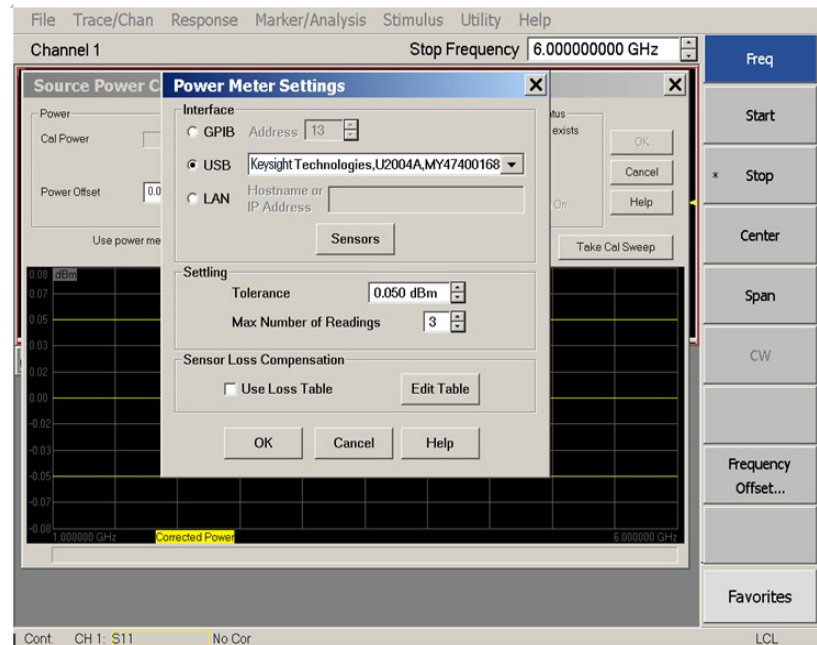 File Trace/Chan Response Marker/Analysis Stimulus Utility Help
Channel 1
Stop Frequency 6.000000000 GHz
Source Power C
Power
Cal Power
Power Offset 0.0
Use power me
Power Meter Settings
Interface
GPIB Address 13
USB Keysight Technologies,U2004A,MY47400168
LAN Hostname or
IP Address
Sensors
Settling
Tolerance 0.050 dBm
Max Number of Readings 3
Sensor Loss Compensation
Use Loss Table Edit Table
OK Cancel Help
atus
exists
On
OK
Cancel
Help
Take Cal Sweep
0.08 dBm
0.07
0.05
0.03
0.02
0.00
-0.02
-0.03
-0.05
-0.07
-0.08
1.000000 GHz Corrected Power 6.000000 GHz
Freq
Start
* Stop
Center
Span
CW
Frequency
Offset...
Favorites
Cont. CH 1: S11 No Cor LCL